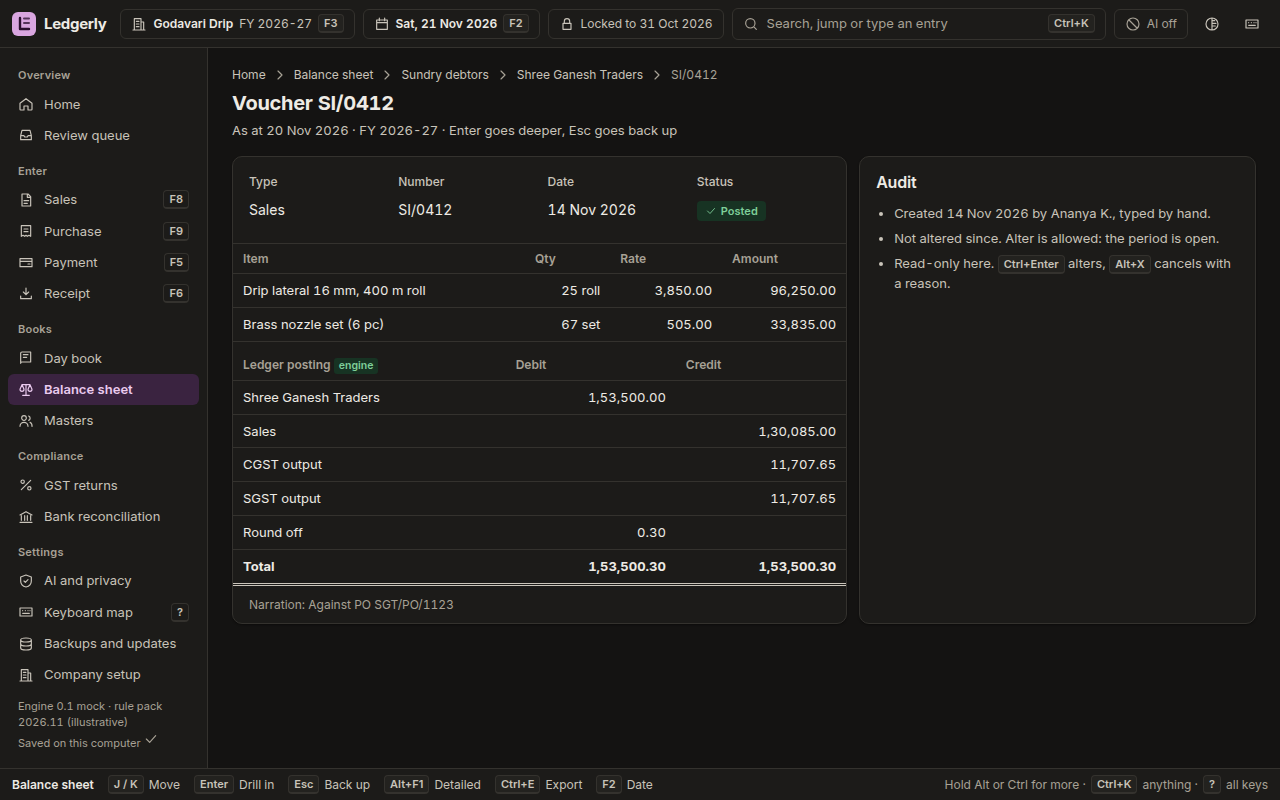 Ledgerly
Godavari Drip FY 2026-27 F3
Sat, 21 Nov 2026 F2
Locked to 31 Oct 2026
Search, jump or type an entry Ctrl+K
AI off
Overview
Home
Review queue
Enter
Sales F8
Purchase F9
Payment F5
Receipt F6
Books
Day book
Balance sheet
Masters
Compliance
GST returns
Bank reconciliation
Settings
AI and privacy
Keyboard map ?
Backups and updates
Company setup
Engine 0.1 mock · rule pack
2026.11 (illustrative)
Saved on this computer
Home > Balance sheet > Sundry debtors > Shree Ganesh Traders > SI/0412
Voucher SI/0412
As at 20 Nov 2026 · FY 2026-27 · Enter goes deeper, Esc goes back up
Type Number Date Status
Sales SI/0412 14 Nov 2026 Posted
Item Qty Rate Amount
Drip lateral 16 mm, 400 m roll 25 roll 3,850.00 96,250.00
Brass nozzle set (6 pc) 67 set 505.00 33,835.00
Ledger posting engine Debit Credit
Shree Ganesh Traders 1,53,500.00
Sales 1,30,085.00
CGST output 11,707.65
SGST output 11,707.65
Round off 0.30
Total 1,53,500.30 1,53,500.30
Narration: Against PO SGT/PO/1123
Audit
• Created 14 Nov 2026 by Ananya K., typed by hand.
• Not altered since. Alter is allowed: the period is open.
• Read-only here. Ctrl+Enter alters, Alt+X cancels with
a reason.
Balance sheet J / K Move Enter Drill in Esc Back up Alt+F1 Detailed Ctrl+E Export F2 Date
Hold Alt or Ctrl for more · Ctrl+K anything · ? all keys